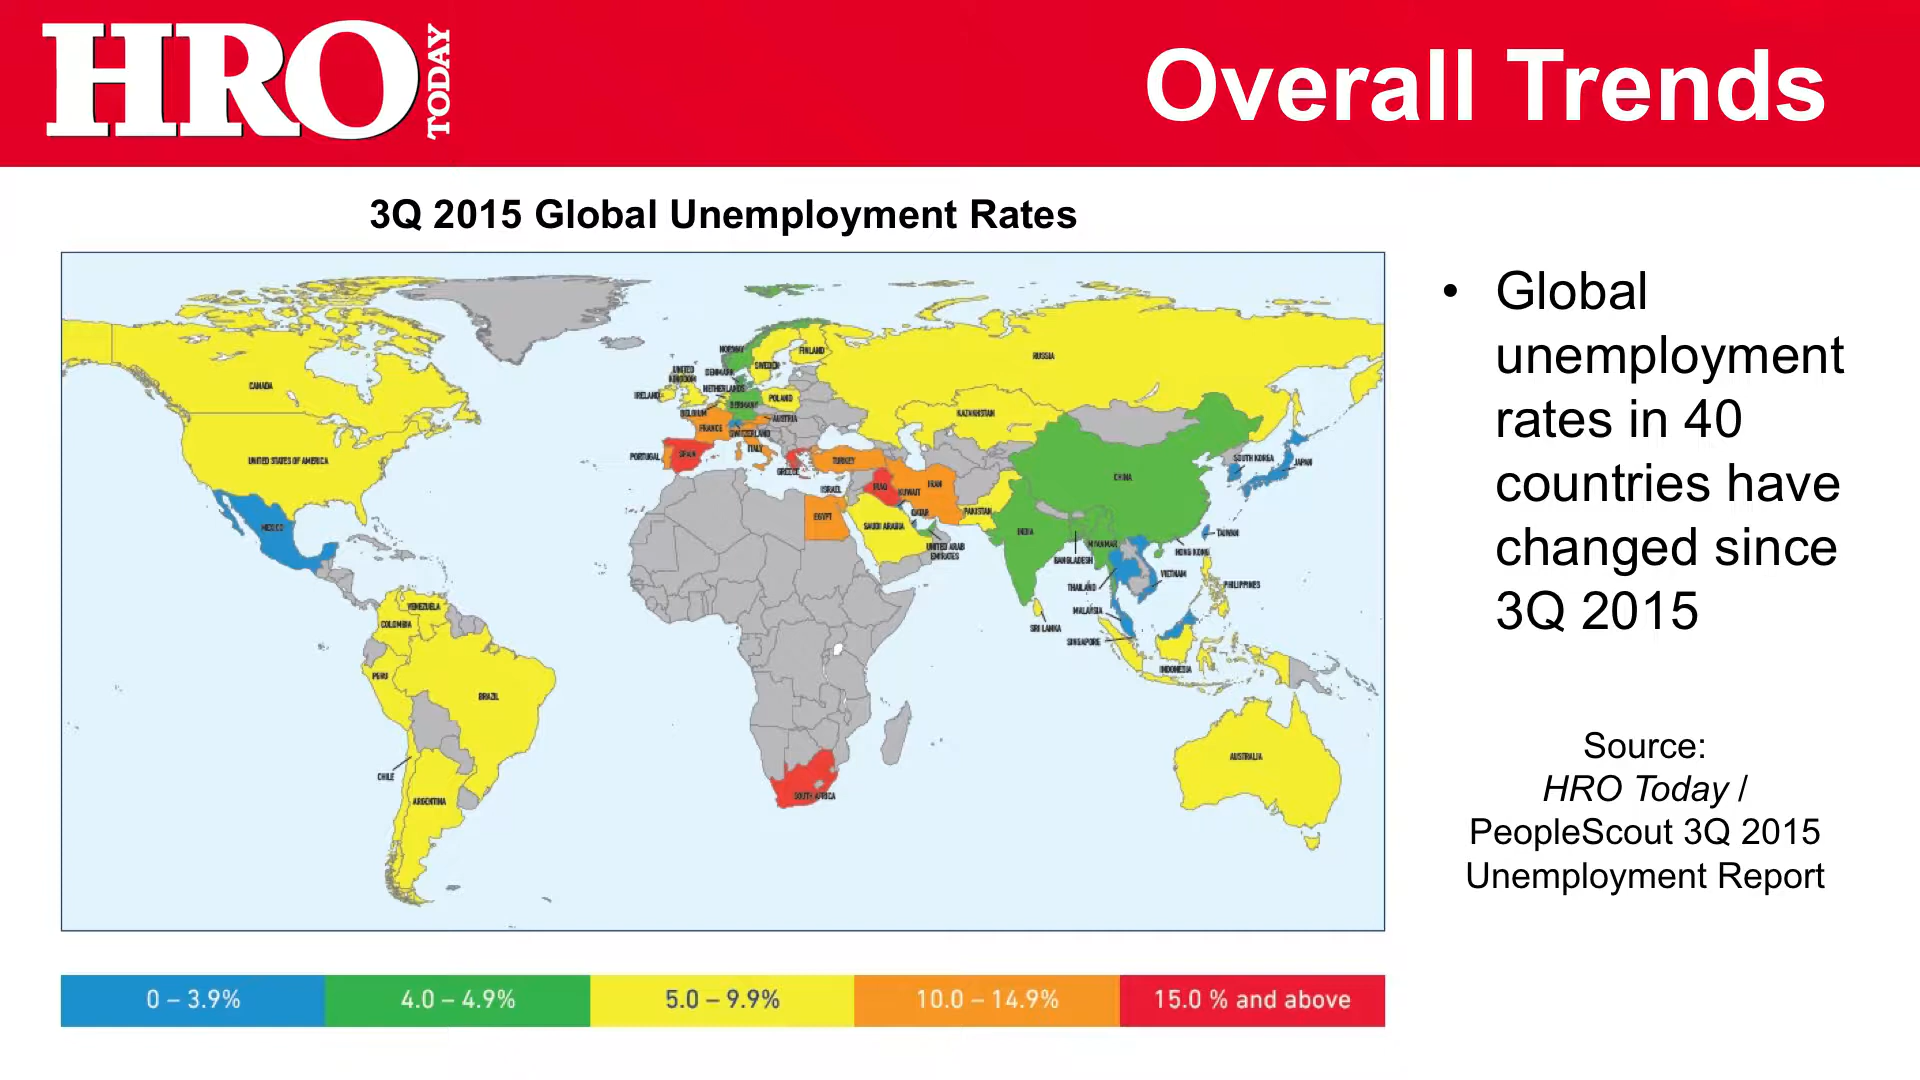 HRO TODAY
Overall Trends
3Q 2015 Global Unemployment Rates
• Global
unemployment
rates in 40
countries have
changed since
3Q 2015
Source:
HRO Today /
PeopleScout 3Q 2015
Unemployment Report
CANADA
UNITED STATES OF AMERICA
MEXICO
VENEZUELA
COLOMBIA
PERU
BRAZIL
CHILE
ARGENTINA
NORWAY
FINLAND
SWEDEN
DENMARK
UNITED
KINGDOM
NETHERLANDS
IRELAND
POLAND
GERMANY
BELGIUM
AUSTRIA
FRANCE
SWITZERLAND
ITALY
PORTUGAL
SPAIN
GREECE
TURKEY
RUSSIA
KAZAKHSTAN
ISRAEL
IRAQ
KUWAIT
IRAN
EGYPT
SAUDI ARABIA
QATAR
UNITED ARAB
EMIRATES
PAKISTAN
INDIA
CHINA
SOUTH KOREA
JAPAN
TAIWAN
HONG KONG
MYANMAR
BANGLADESH
THAILAND
VIETNAM
PHILIPPINES
MALAYSIA
SRI LANKA
SINGAPORE
INDONESIA
AUSTRALIA
SOUTH AFRICA
0 – 3.9%
4.0 – 4.9%
5.0 – 9.9%
10.0 – 14.9%
15.0 % and above